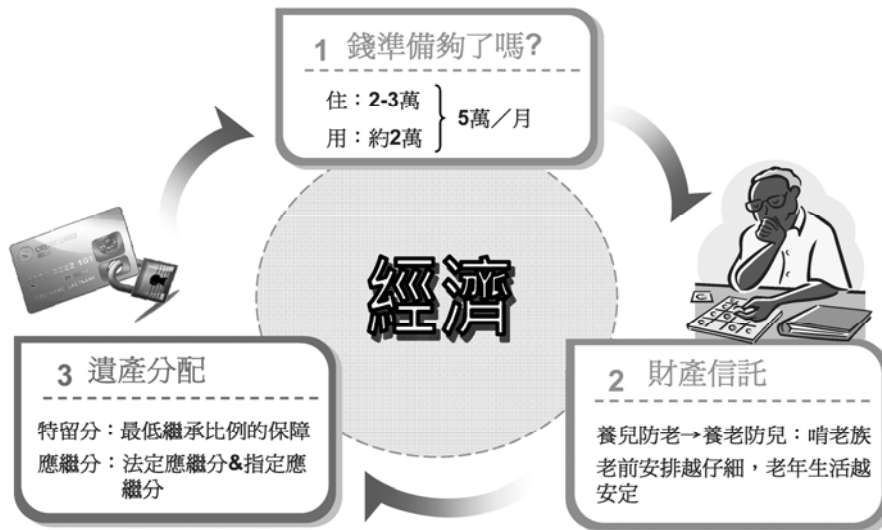 1 錢準備夠了嗎?
住：2-3萬
用：約2萬
5萬／月
經濟
2 財產信託
養兒防老→養老防兒：啃老族
老前安排越仔細，老年生活越
安定
3 遺產分配
特留分：最低繼承比例的保障
應繼分：法定應繼分&指定應
繼分